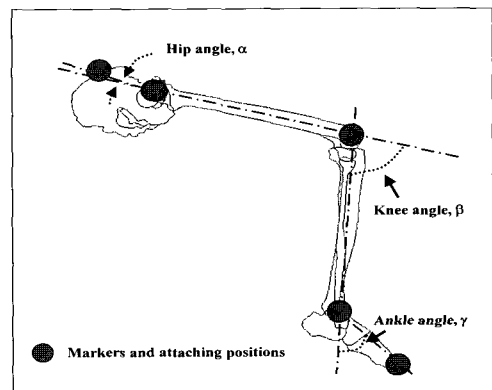 Hip angle, α
Knee angle, β
Ankle angle, γ
Markers and attaching positions